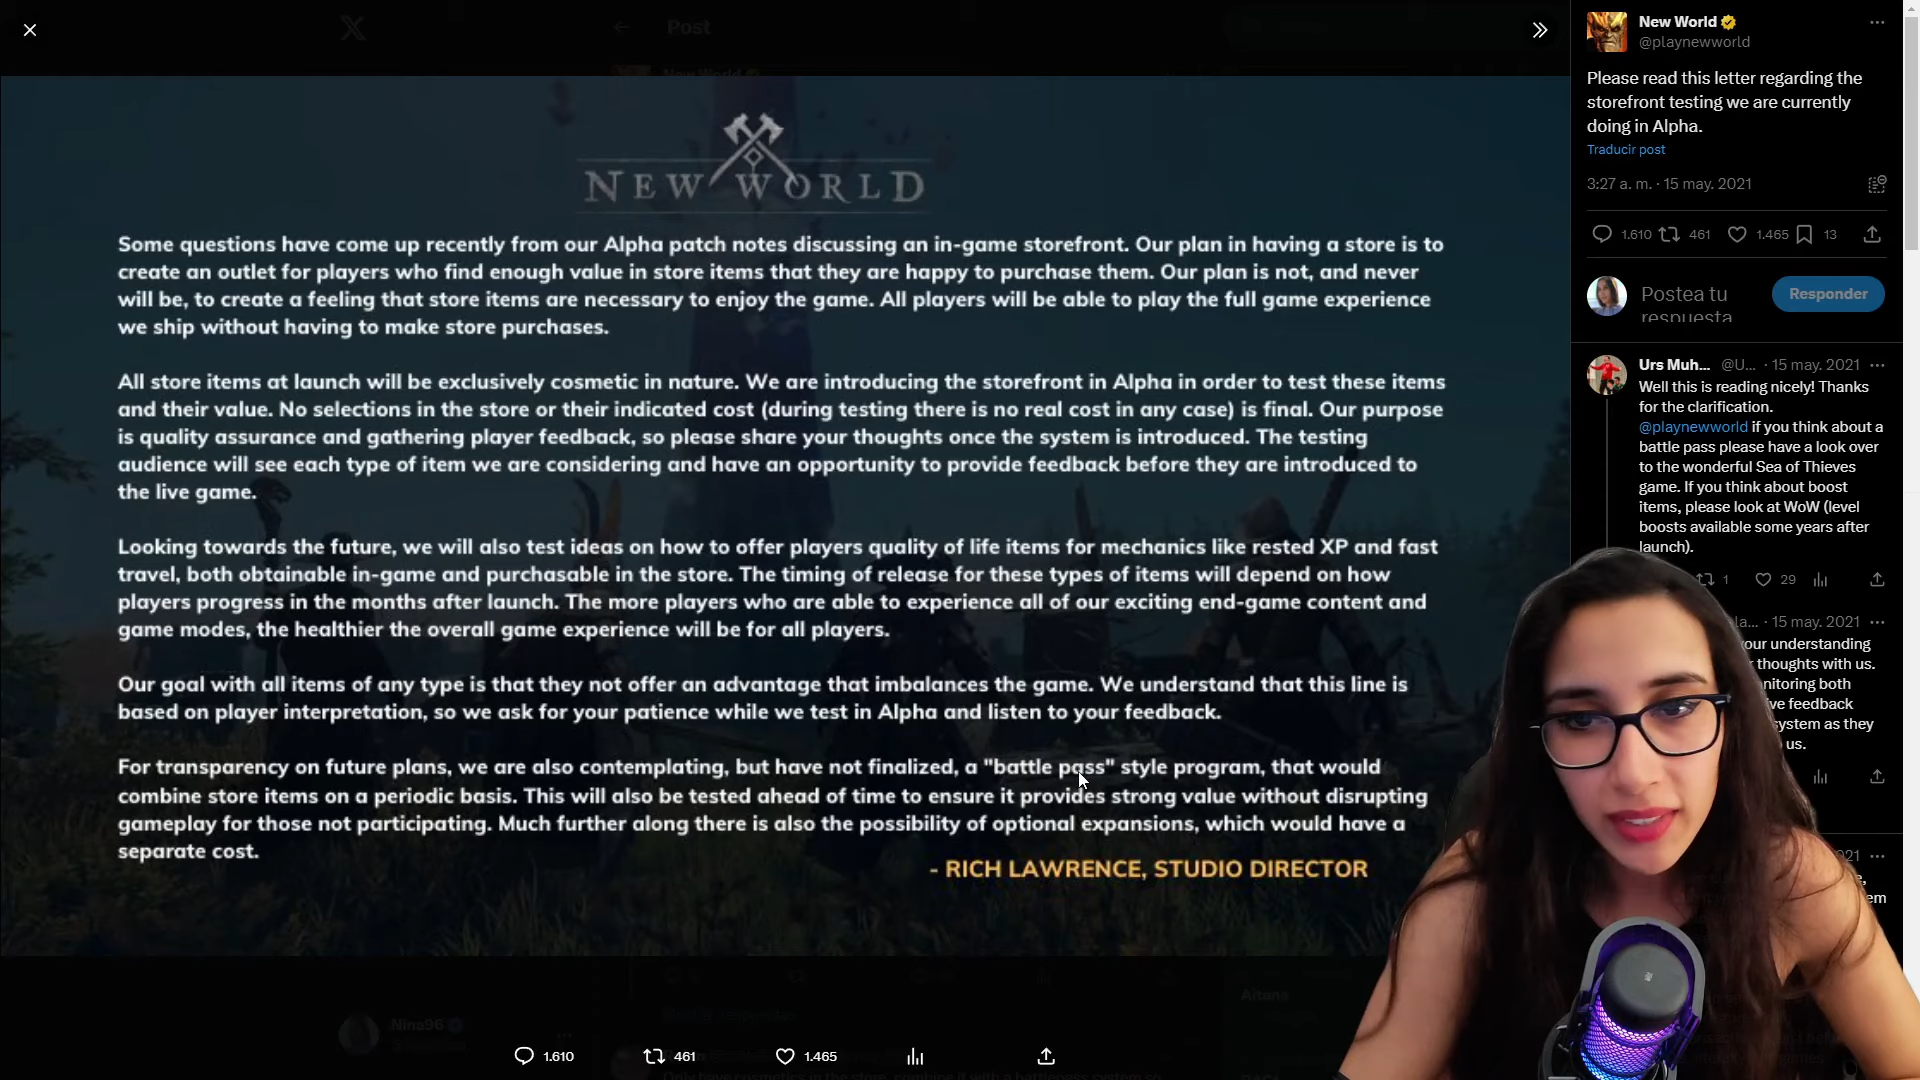 Post
NEW WORLD
Some questions have come up recently from our Alpha patch notes discussing an in-game storefront. Our plan in having a store is to
create an outlet for players who find enough value in store items that they are happy to purchase them. Our plan is not, and never
will be, to create a feeling that store items are necessary to enjoy the game. All players will be able to play the full game experience
we ship without having to make store purchases.
All store items at launch will be exclusively cosmetic in nature. We are introducing the storefront in Alpha in order to test these items
and their value. No selections in the store or their indicated cost (during testing there is no real cost in any case) is final. Our purpose
is quality assurance and gathering player feedback, so please share your thoughts once the system is introduced. The testing
audience will see each type of item we are considering and have an opportunity to provide feedback before they are introduced to
the live game.
Looking towards the future, we will also test ideas on how to offer players quality of life items for mechanics like rested XP and fast
travel, both obtainable in-game and purchasable in the store. The timing of release for these types of items will depend on how
players progress in the months after launch. The more players who are able to experience all of our exciting end-game content and
game modes, the healthier the overall game experience will be for all players.
Our goal with all items of any type is that they not offer an advantage that imbalances the game. We understand that this line is
based on player interpretation, so we ask for your patience while we test in Alpha and listen to your feedback.
For transparency on future plans, we are also contemplating, but have not finalized, a "battle pass" style program, that would
combine store items on a periodic basis. This will also be tested ahead of time to ensure it provides strong value without disrupting
gameplay for those not participating. Much further along there is also the possibility of optional expansions, which would have a
separate cost.
- RICH LAWRENCE, STUDIO DIRECTOR
Nina96
1.610 461 1.465
New World
@playnewworld
Please read this letter regarding the
storefront testing we are currently
doing in Alpha.
Traducir post
3:27 a. m. · 15 may. 2021
1.610 461 1.465 13
Postea tu
respuesta
Responder
Urs Muh... @U... · 15 may. 2021
Well this is reading nicely! Thanks
for the clarification.
@playnewworld if you think about a
battle pass please have a look over
to the wonderful Sea of Thieves
game. If you think about boost
items, please look at WoW (level
boosts available some years after
launch).
1 29
la... · 15 may. 2021
your understanding
thoughts with us.
nitoring both
ve feedback
system as they
us.
21
em